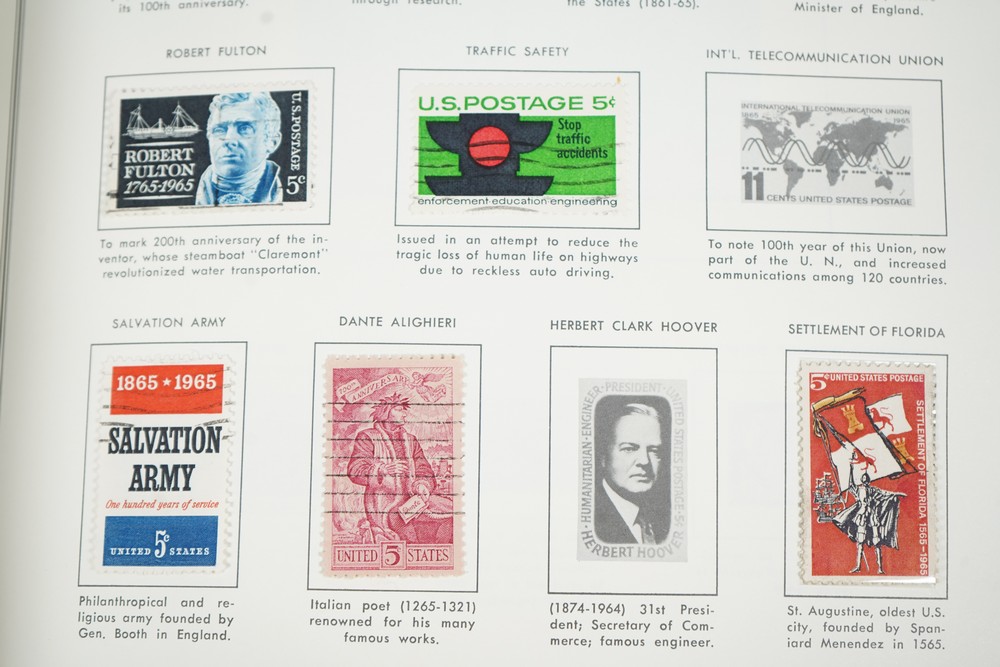 its 100th anniversary.
through research.
the States (1861-65).
Minister of England.
ROBERT FULTON
U.S. POSTAGE 5c
ROBERT
FULTON
1765-1965
To mark 200th anniversary of the in-
ventor, whose steamboat "Claremont"
revolutionized water transportation.
TRAFFIC SAFETY
U.S. POSTAGE 5¢
Stop
traffic
accidents
enforcement·education·engineering
Issued in an attempt to reduce the
tragic loss of human life on highways
due to reckless auto driving.
INT'L. TELECOMMUNICATION UNION
INTERNATIONAL TELECOMMUNICATION UNION
1865 1965
11 CENTS UNITED STATES POSTAGE
To note 100th year of this Union, now
part of the U. N., and increased
communications among 120 countries.
SALVATION ARMY
1865 ★ 1965
SALVATION
ARMY
One hundred years of service
UNITED 5c STATES
Philanthropical and re-
ligious army founded by
Gen. Booth in England.
DANTE ALIGHIERI
700TH ANNIVERSARY
UNITED 5c STATES
Italian poet (1265-1321)
renowned for his many
famous works.
HERBERT CLARK HOOVER
·HUMANITARIAN·ENGINEER·PRESIDENT·
UNITED STATES POSTAGE·5c
HERBERT HOOVER
(1874-1964) 31st Presi-
dent; Secretary of Com-
merce; famous engineer.
SETTLEMENT OF FLORIDA
5c UNITED STATES POSTAGE
SETTLEMENT OF FLORIDA 1565-1965
St. Augustine, oldest U.S.
city, founded by Span-
iard Menendez in 1565.